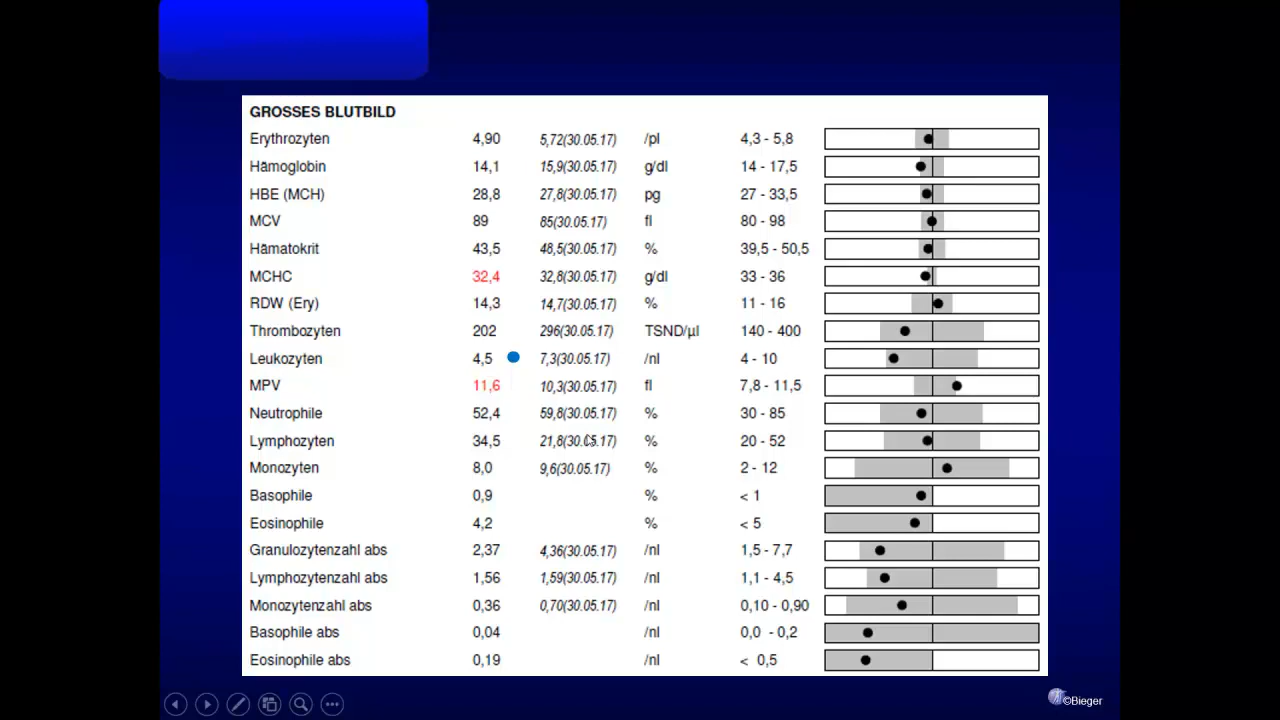 GROSSES BLUTBILD
Erythrozyten 4,90 5,72(30.05.17) /pl 4,3 - 5,8
Hämoglobin 14,1 15,9(30.05.17) g/dl 14 - 17,5
HBE (MCH) 28,8 27,8(30.05.17) pg 27 - 33,5
MCV 89 85(30.05.17) fl 80 - 98
Hämatokrit 43,5 48,5(30.05.17) % 39,5 - 50,5
MCHC 32,4 32,8(30.05.17) g/dl 33 - 36
RDW (Ery) 14,3 14,7(30.05.17) % 11 - 16
Thrombozyten 202 296(30.05.17) TSND/µl 140 - 400
Leukozyten 4,5 7,3(30.05.17) /nl 4 - 10
MPV 11,6 10,3(30.05.17) fl 7,8 - 11,5
Neutrophile 52,4 59,8(30.05.17) % 30 - 85
Lymphozyten 34,5 21,8(30.05.17) % 20 - 52
Monozyten 8,0 9,6(30.05.17) % 2 - 12
Basophile 0,9 % < 1
Eosinophile 4,2 % < 5
Granulozytenzahl abs 2,37 4,36(30.05.17) /nl 1,5 - 7,7
Lymphozytenzahl abs 1,56 1,59(30.05.17) /nl 1,1 - 4,5
Monozytenzahl abs 0,36 0,70(30.05.17) /nl 0,10 - 0,90
Basophile abs 0,04 /nl 0,0 - 0,2
Eosinophile abs 0,19 /nl < 0,5
©Bieger